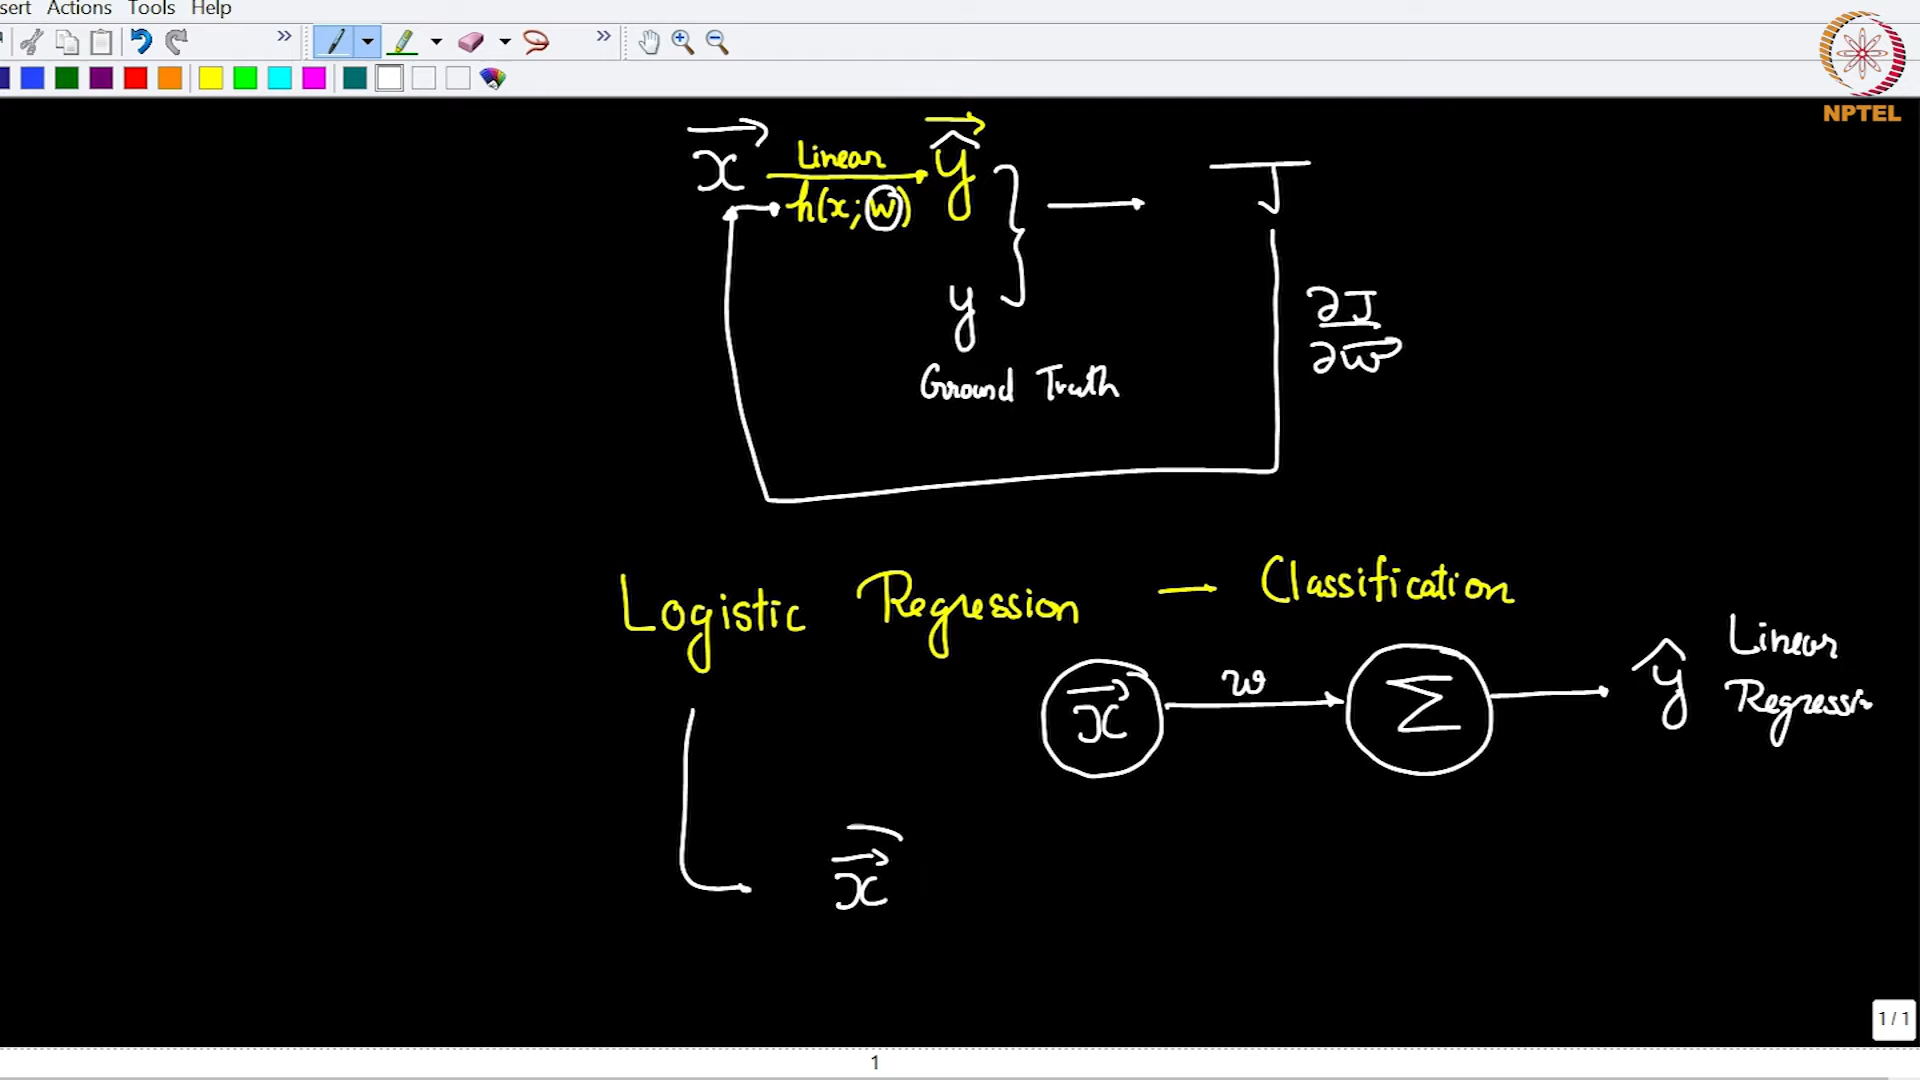 sert Actions Tools Help
NPTEL
x⃗ Linear ŷ⃗ J
h(x; w)
y
Ground Truth
∂J
∂w⃗
Logistic Regression — Classification
x⃗ w Σ ŷ Linear
Regressi
x⃗
1 / 1
1